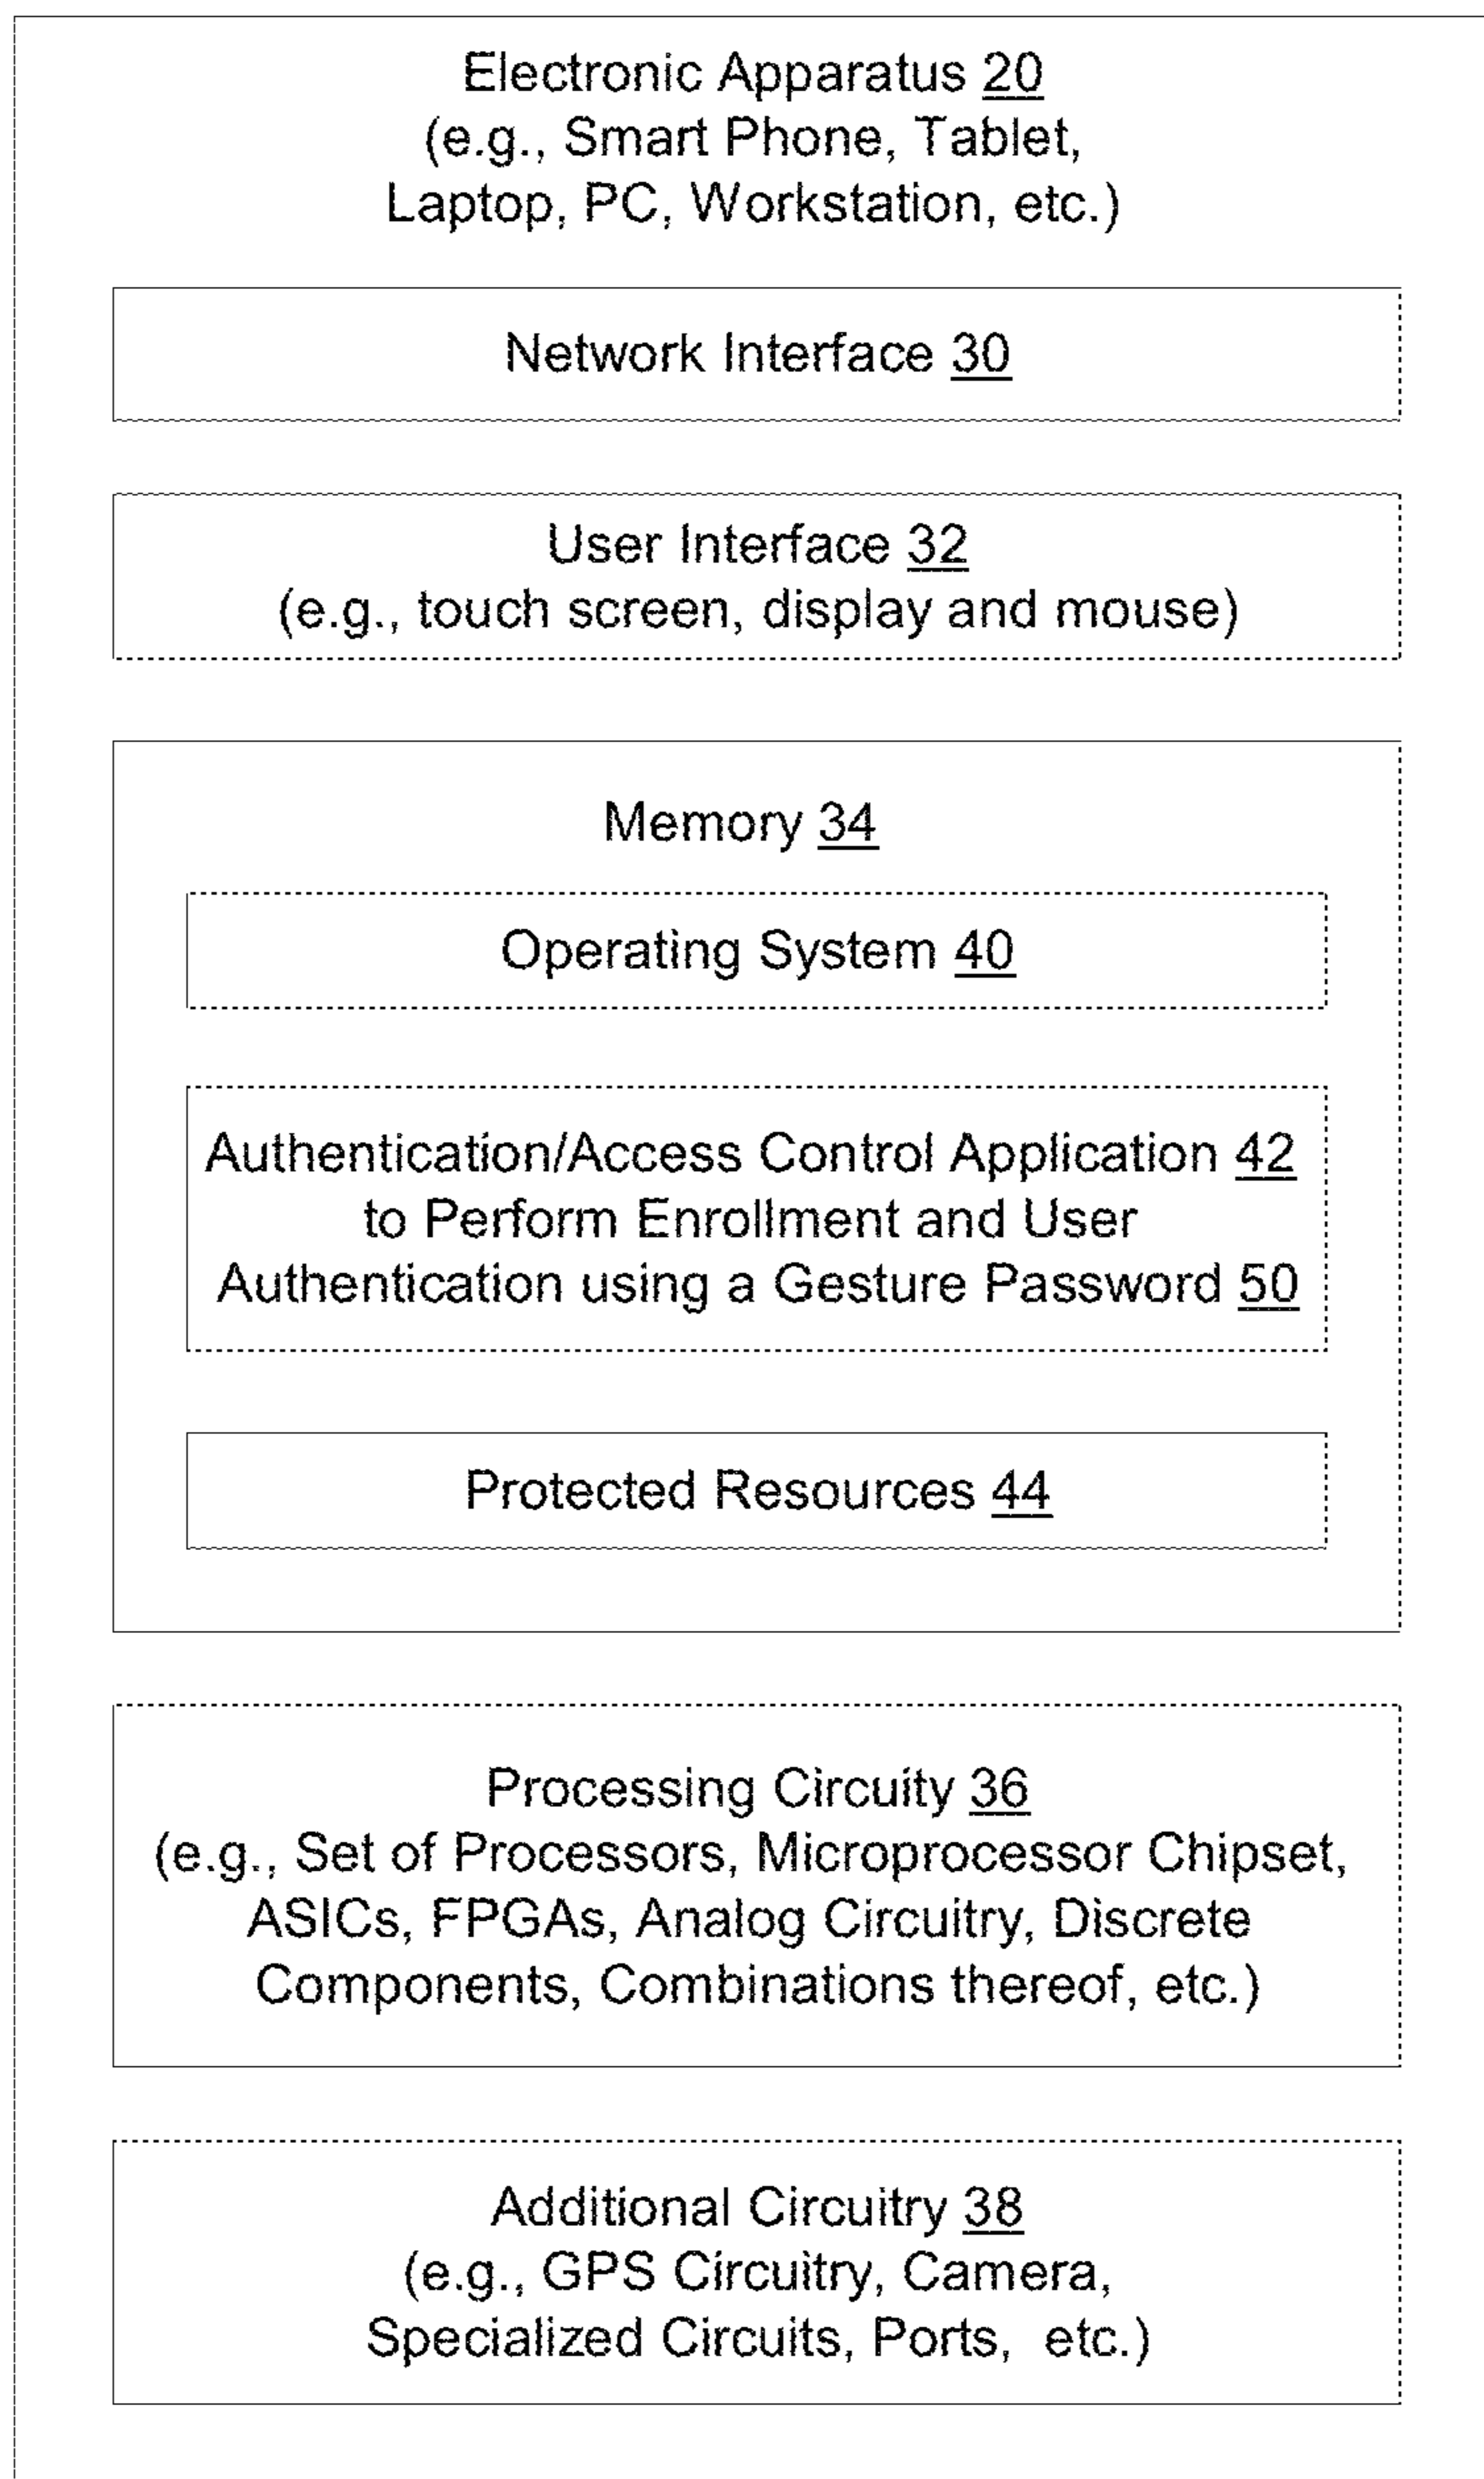 Electronic Apparatus 20
(e.g., Smart Phone, Tablet,
Laptop, PC, Workstation, etc.)
Network Interface 30
User Interface 32
(e.g., touch screen, display and mouse)
Memory 34
Operating System 40
Authentication/Access Control Application 42
to Perform Enrollment and User
Authentication using a Gesture Password 50
Protected Resources 44
Processing Circuity 36
(e.g., Set of Processors, Microprocessor Chipset,
ASICs, FPGAs, Analog Circuitry, Discrete
Components, Combinations thereof, etc.)
Additional Circuitry 38
(e.g., GPS Circuitry, Camera,
Specialized Circuits, Ports, etc.)